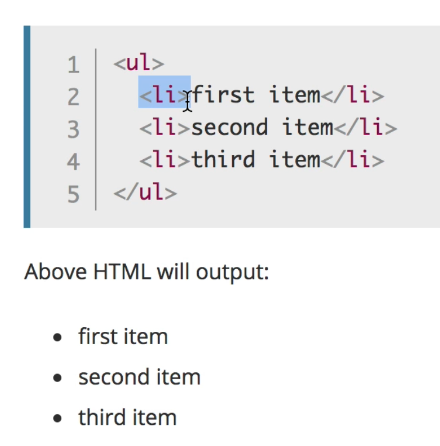 1 <ul>
2 <li>first item</li>
3 <li>second item</li>
4 <li>third item</li>
5 </ul>
Above HTML will output:
• first item
• second item
• third item